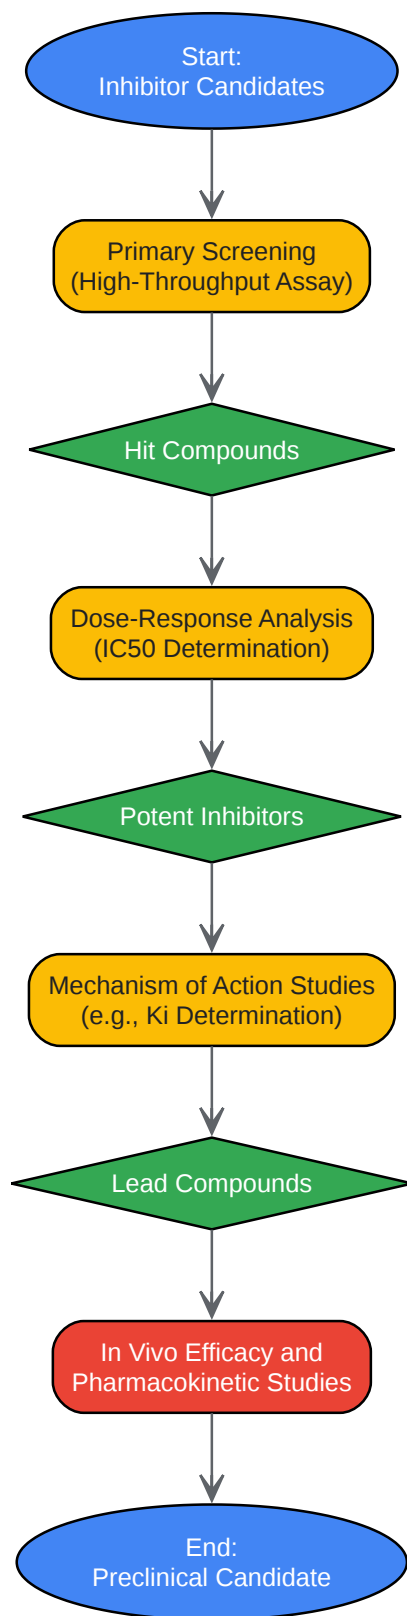 Start:
Inhibitor Candidates
Primary Screening
(High-Throughput Assay)
Hit Compounds
Dose-Response Analysis
(IC50 Determination)
Potent Inhibitors
Mechanism of Action Studies
(e.g., Ki Determination)
Lead Compounds
In Vivo Efficacy and
Pharmacokinetic Studies
End:
Preclinical Candidate